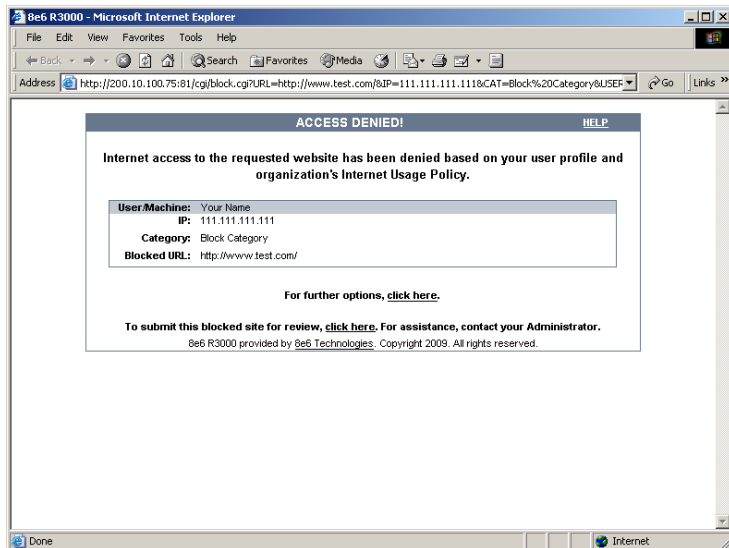 8e6 R3000 - Microsoft Internet Explorer
File Edit View Favorites Tools Help
Back Search Favorites Media
Address http://200.10.100.75:81/cgi/block.cgi?URL=http://www.test.com/&IP=111.111.111.111&CAT=Block%20Category&USER Go Links »
ACCESS DENIED! HELP
Internet access to the requested website has been denied based on your user profile and
organization's Internet Usage Policy.
User/Machine: Your Name
IP: 111.111.111.111
Category: Block Category
Blocked URL: http://www.test.com/
For further options, click here.
To submit this blocked site for review, click here. For assistance, contact your Administrator.
8e6 R3000 provided by 8e6 Technologies. Copyright 2009. All rights reserved.
Done Internet